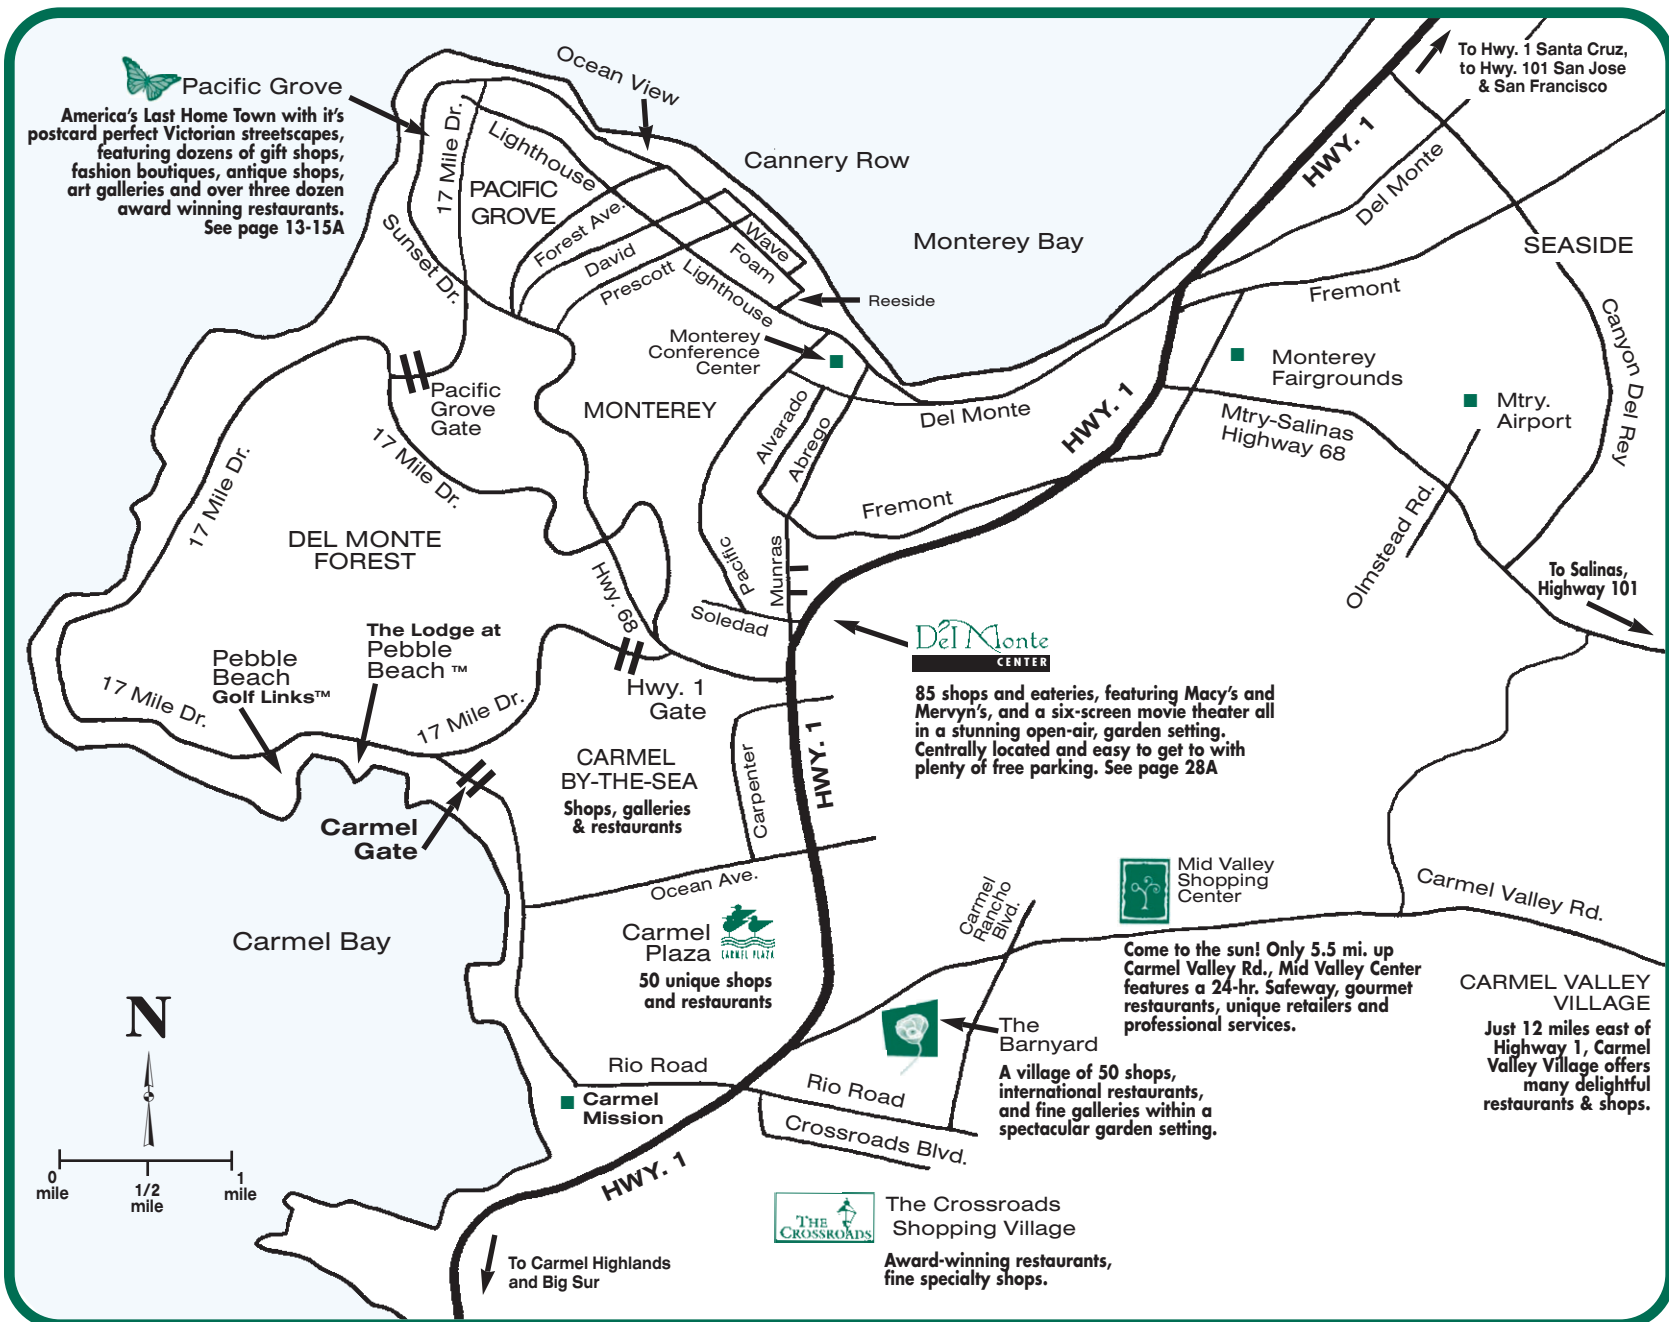 Pacific Grove
America's Last Home Town with it's
postcard perfect Victorian streetscapes,
featuring dozens of gift shops,
fashion boutiques, antique shops,
art galleries and over three dozen
award winning restaurants.
See page 13-15A
Ocean View
Cannery Row
Monterey Bay
To Hwy. 1 Santa Cruz,
to Hwy. 101 San Jose
& San Francisco
HWY. 1
Del Monte
SEASIDE
Fremont
Canyon Del Rey
17 Mile Dr.
Lighthouse
PACIFIC
GROVE
Sunset Dr.
Forest Ave.
David
Prescott
Lighthouse
Wave
Foam
Reeside
Monterey
Conference
Center
Monterey
Fairgrounds
Mtry.
Airport
Mtry-Salinas
Highway 68
Pacific
Grove
Gate
MONTEREY
Alvarado
Abrego
Del Monte
HWY. 1
17 Mile Dr.
17 Mile Dr.
Fremont
Olmstead Rd.
DEL MONTE
FOREST
Hwy. 68
Pacific
Munras
Soledad
To Salinas,
Highway 101
Del Monte
CENTER
85 shops and eateries, featuring Macy's and
Mervyn's, and a six-screen movie theater all
in a stunning open-air, garden setting.
Centrally located and easy to get to with
plenty of free parking. See page 28A
The Lodge at
Pebble
Beach ™
Pebble
Beach
Golf Links™
17 Mile Dr.
17 Mile Dr.
Hwy. 1
Gate
CARMEL
BY-THE-SEA
Shops, galleries
& restaurants
Carpenter
HWY. 1
Carmel
Gate
Ocean Ave.
Carmel
Plaza
CARMEL PLAZA
50 unique shops
and restaurants
Carmel Bay
Carmel
Rancho
Blvd.
Mid Valley
Shopping
Center
Come to the sun! Only 5.5 mi. up
Carmel Valley Rd., Mid Valley Center
features a 24-hr. Safeway, gourmet
restaurants, unique retailers and
professional services.
Carmel Valley Rd.
CARMEL VALLEY
VILLAGE
Just 12 miles east of
Highway 1, Carmel
Valley Village offers
many delightful
restaurants & shops.
The
Barnyard
A village of 50 shops,
international restaurants,
and fine galleries within a
spectacular garden setting.
Rio Road
Rio Road
Crossroads Blvd.
Carmel
Mission
HWY. 1
THE
CROSSROADS
The Crossroads
Shopping Village
Award-winning restaurants,
fine specialty shops.
To Carmel Highlands
and Big Sur
N
0
mile
1/2
mile
1
mile